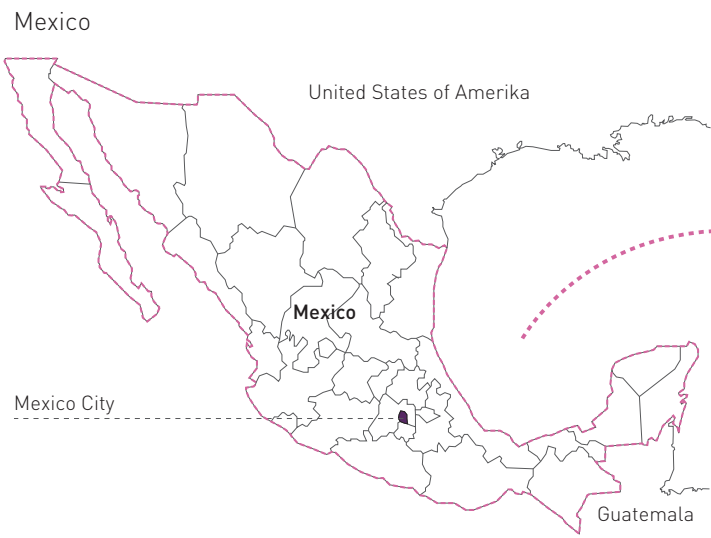 Mexico
United States of Amerika
Mexico
Mexico City
Guatemala